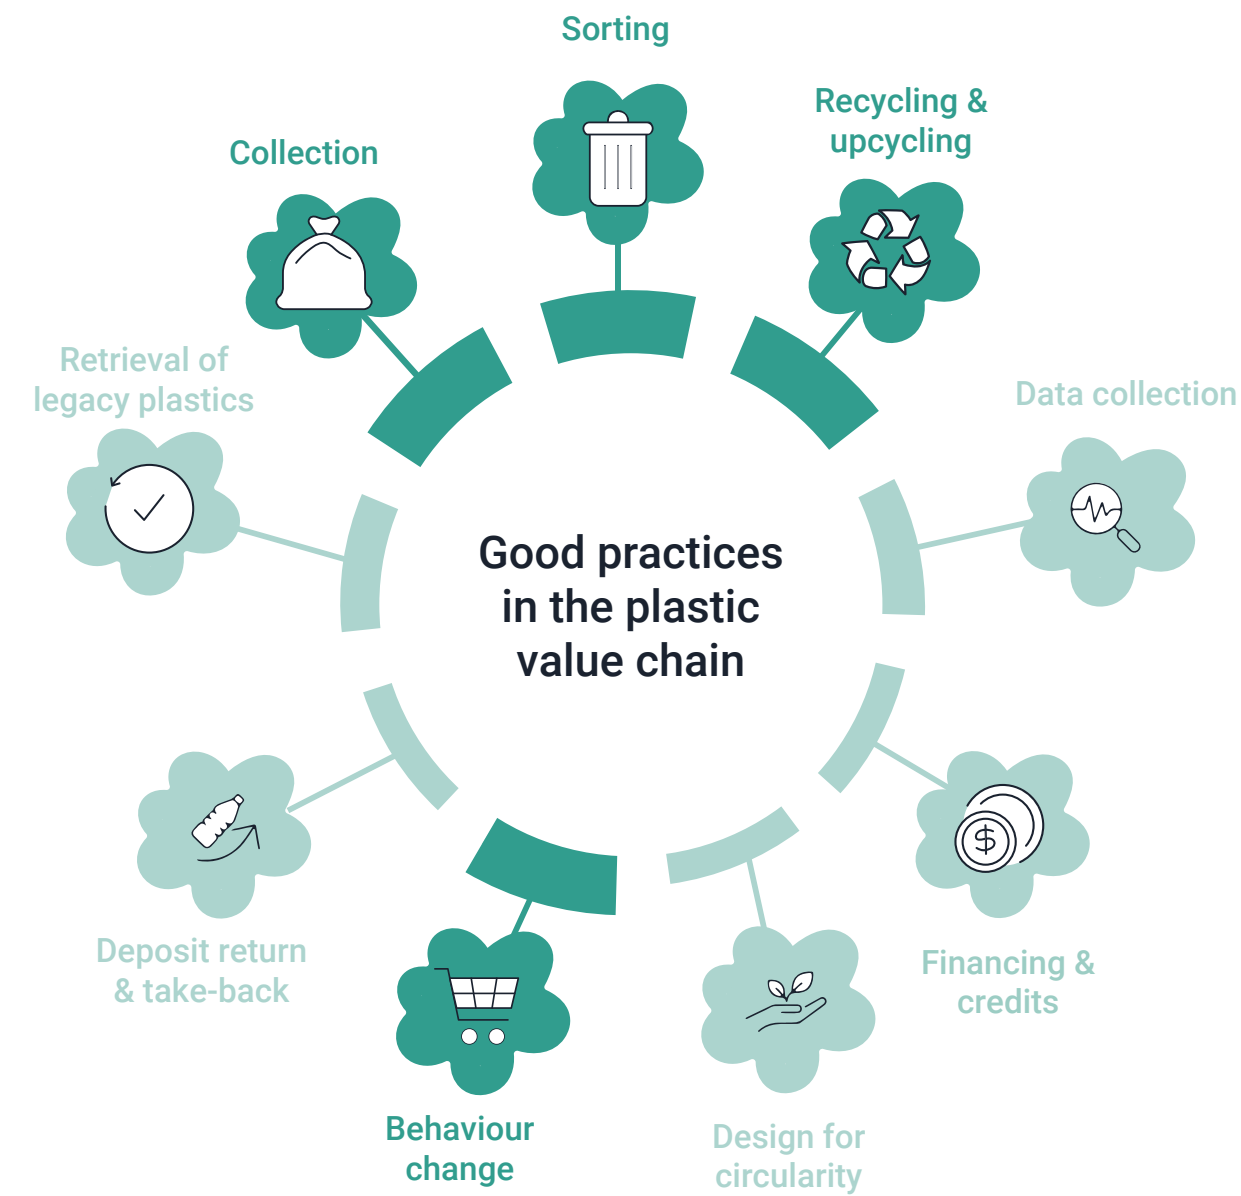 Sorting
Recycling &
upcycling
Collection
Retrieval of
legacy plastics
Data collection
Good practices
in the plastic
value chain
$
Deposit return
& take-back
Financing &
credits
Behaviour
change
Design for
circularity